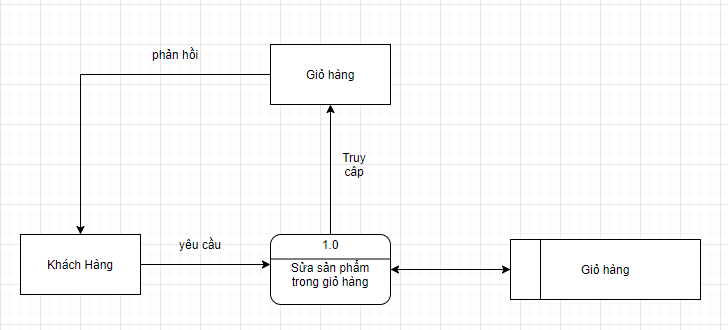 phản hồi
Giỏ hàng
Truy
cập
Khách Hàng
yêu cầu
1.0
Sửa sản phẩm
trong giỏ hàng
Giỏ hàng